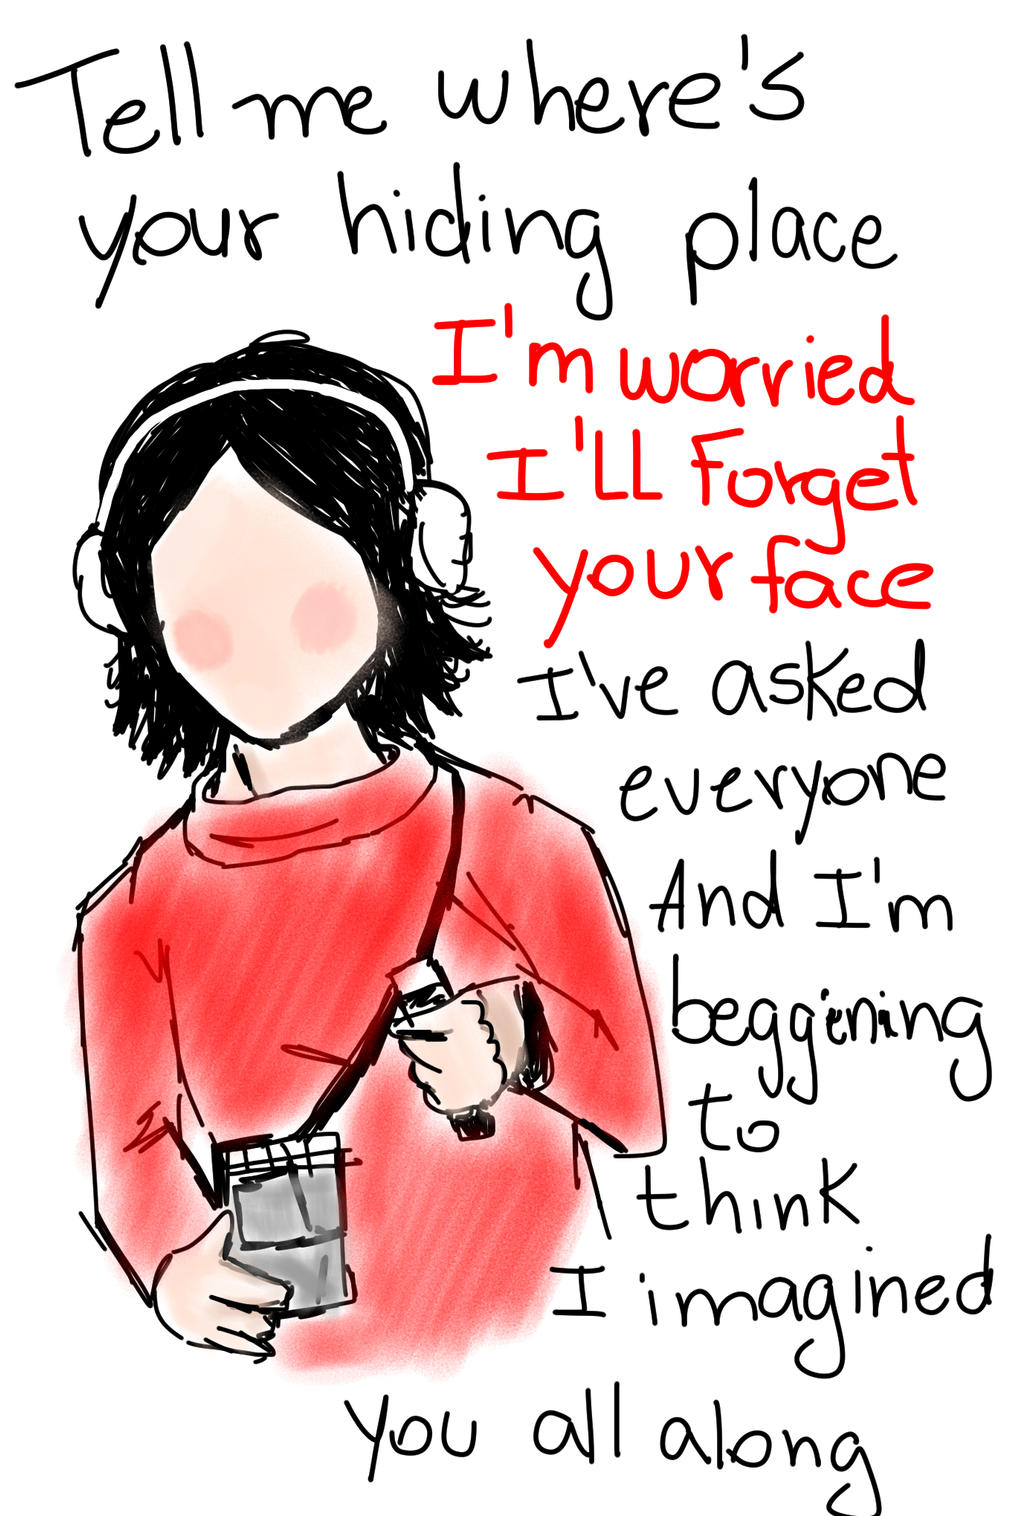 Tell me where's
your hiding place
I'm worried
I'LL Forget
your face
I've asked
everyone
And I'm
beggining
to
think
I imagined
you all along